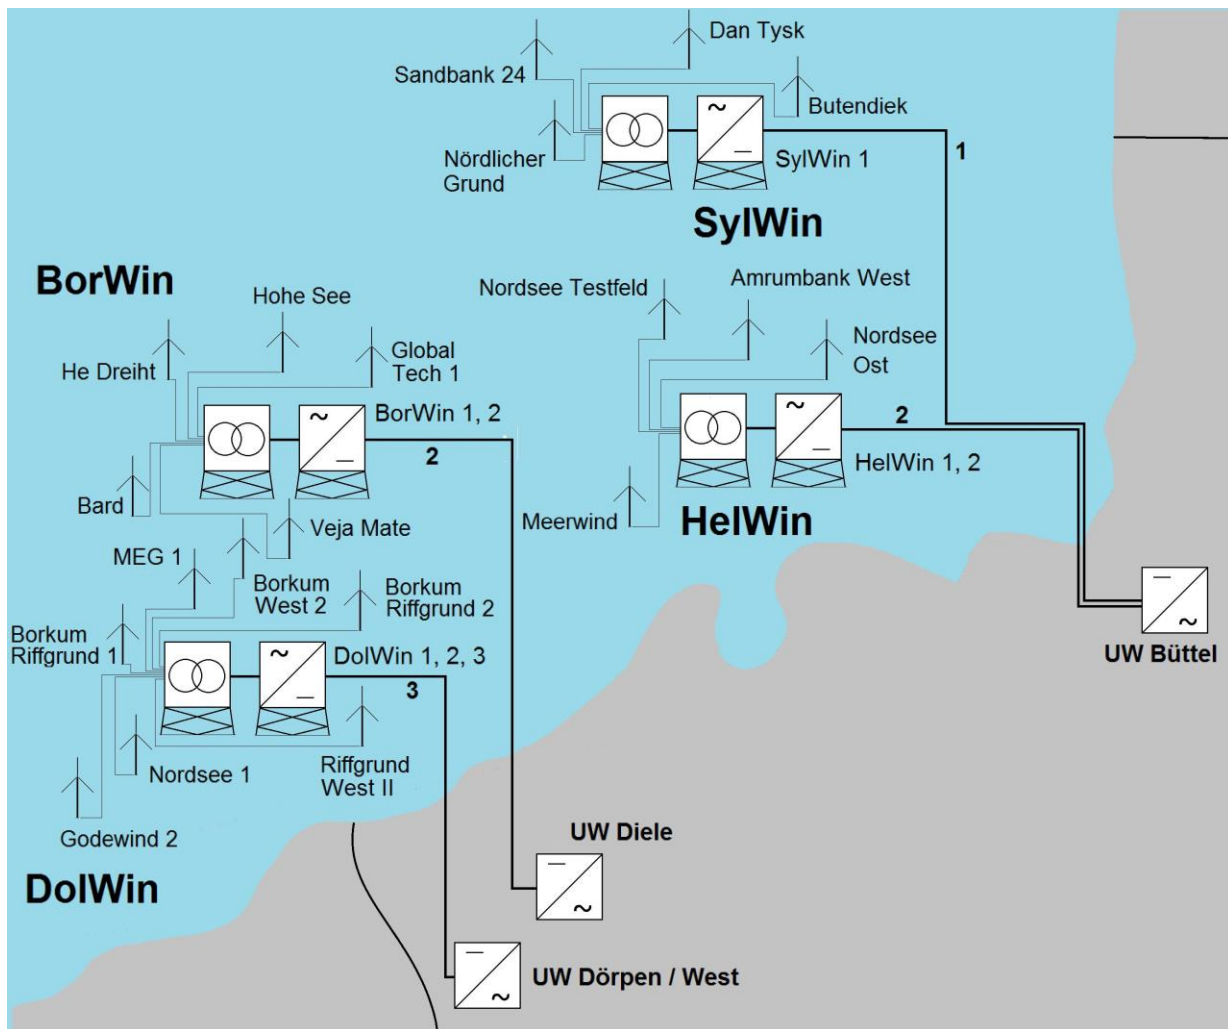 Dan Tysk
Sandbank 24
Butendiek
~
Nördlicher
Grund
SylWin 1
1
SylWin
BorWin
Hohe See
Nordsee Testfeld
Amrumbank West
He Dreiht
Global
Tech 1
Nordsee
Ost
~
BorWin 1, 2
2
~
2
HelWin 1, 2
Bard
Veja Mate
Meerwind
HelWin
MEG 1
Borkum
West 2
Borkum
Riffgrund 2
Borkum
Riffgrund 1
~
DolWin 1, 2, 3
3
~
UW Büttel
Nordsee 1
Riffgrund
West II
Godewind 2
DolWin
UW Diele
~
UW Dörpen / West
~